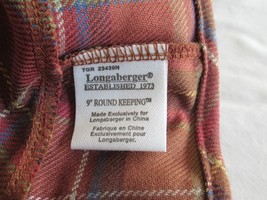 TGR 23439N
Longaberger®
ESTABLISHED 1973
9" ROUND KEEPING™
Made Exclusively for
Longaberger in China
Fabriqué en Chine
Exclusivement pour
Longaberger.